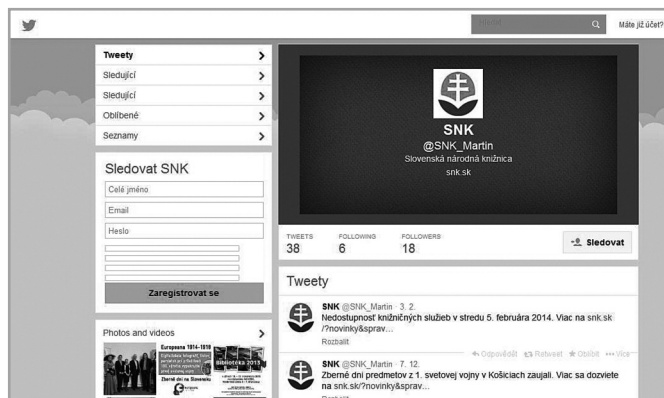 Máte již účet?
Tweety
Sledující
Sledující
Oblíbené
Seznamy
Sledovat SNK
Celé jméno
Email
Heslo
Zaregistrovat se
Photos and videos
Europeana 1914-1918
Zberné dni na Slovensku
Bibliotéka 2013
SNK
@SNK_Martin
Slovenská národná knižnica
snk.sk
TWEETS FOLLOWING FOLLOWERS
38 6 18
Sledovat
Tweety
SNK @SNK_Martin · 3. 2.
Nedostupnosť knižničných služieb v stredu 5. februára 2014. Viac na snk.sk
/?novinky&sprav…
Rozbalit
Odpovědět Retweet Oblíbit Více
SNK @SNK_Martin · 7. 12.
Zberné dni predmetov z 1. svetovej vojny v Košiciach zaujali. Viac sa dozviete
na snk.sk/?novinky&sprav…